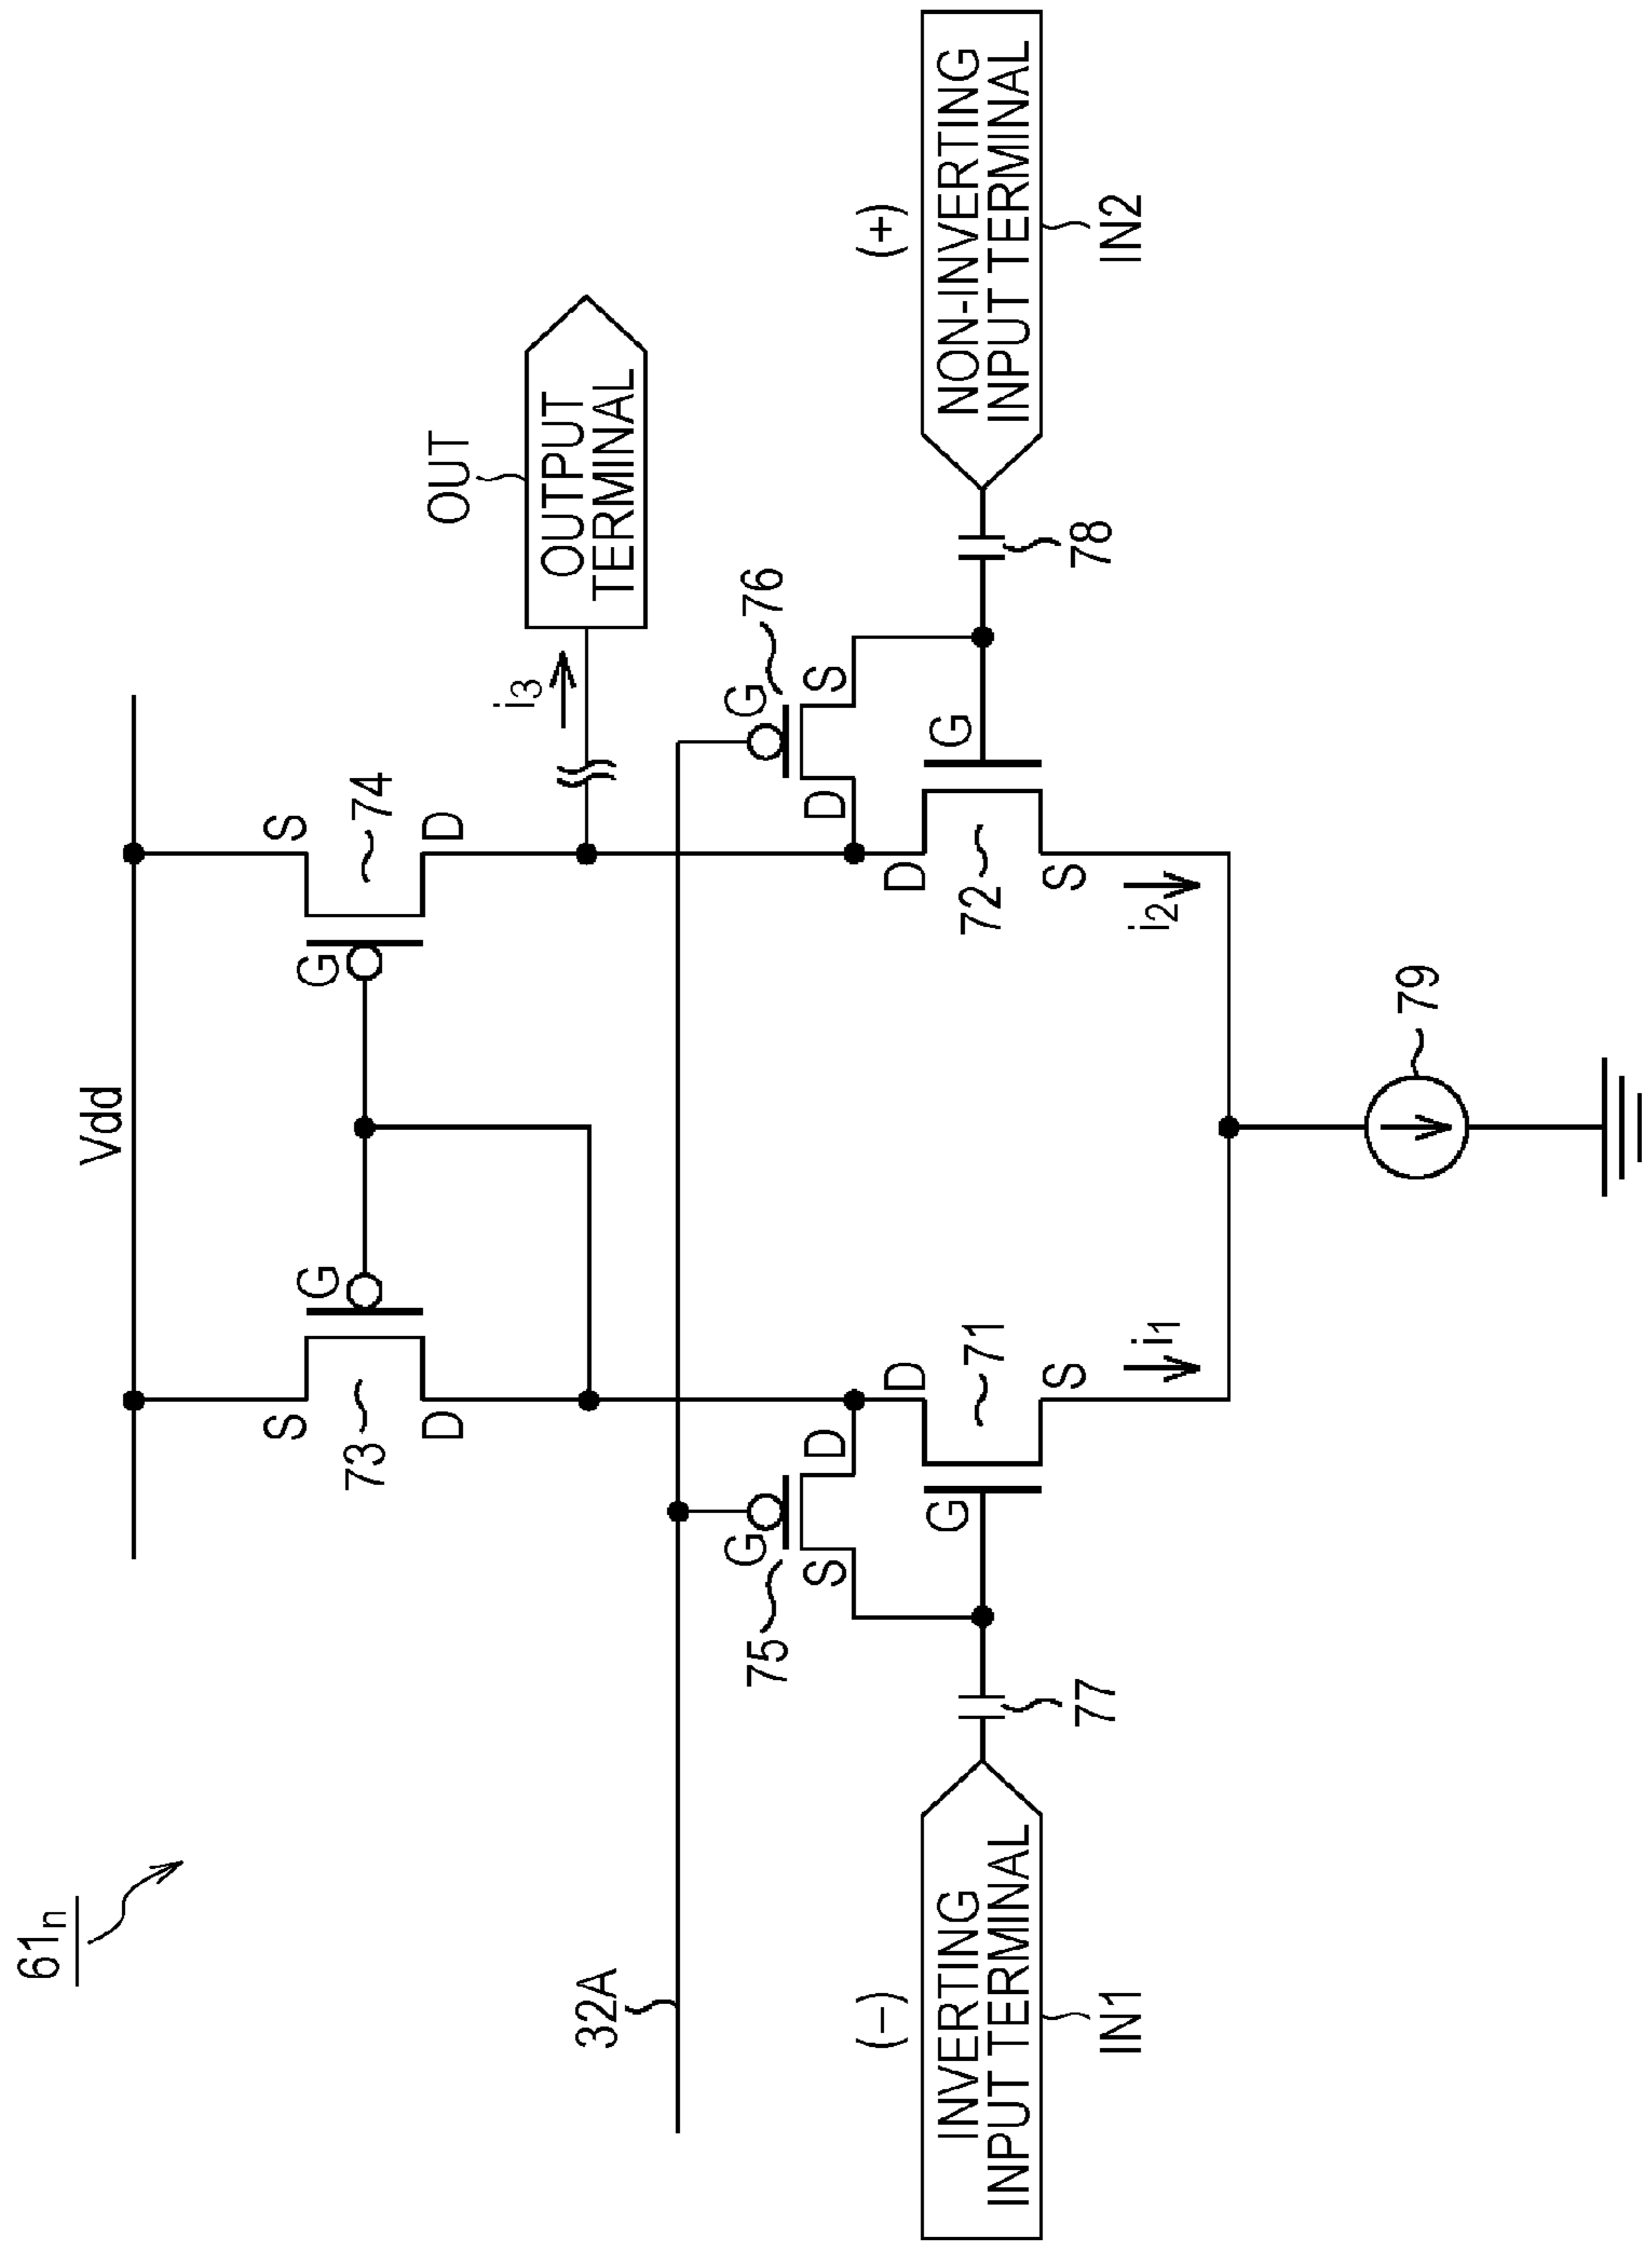 61n
Vdd
S
S
G
G
73
74
D
D
OUT
OUTPUT
TERMINAL
i3
32A
75
G
S
D
G
76
D
S
(−)
INVERTING
INPUT TERMINAL
IN1
77
G
D
71
S
i1
D
72
G
S
i2
78
(+)
NON-INVERTING
INPUT TERMINAL
IN2
79